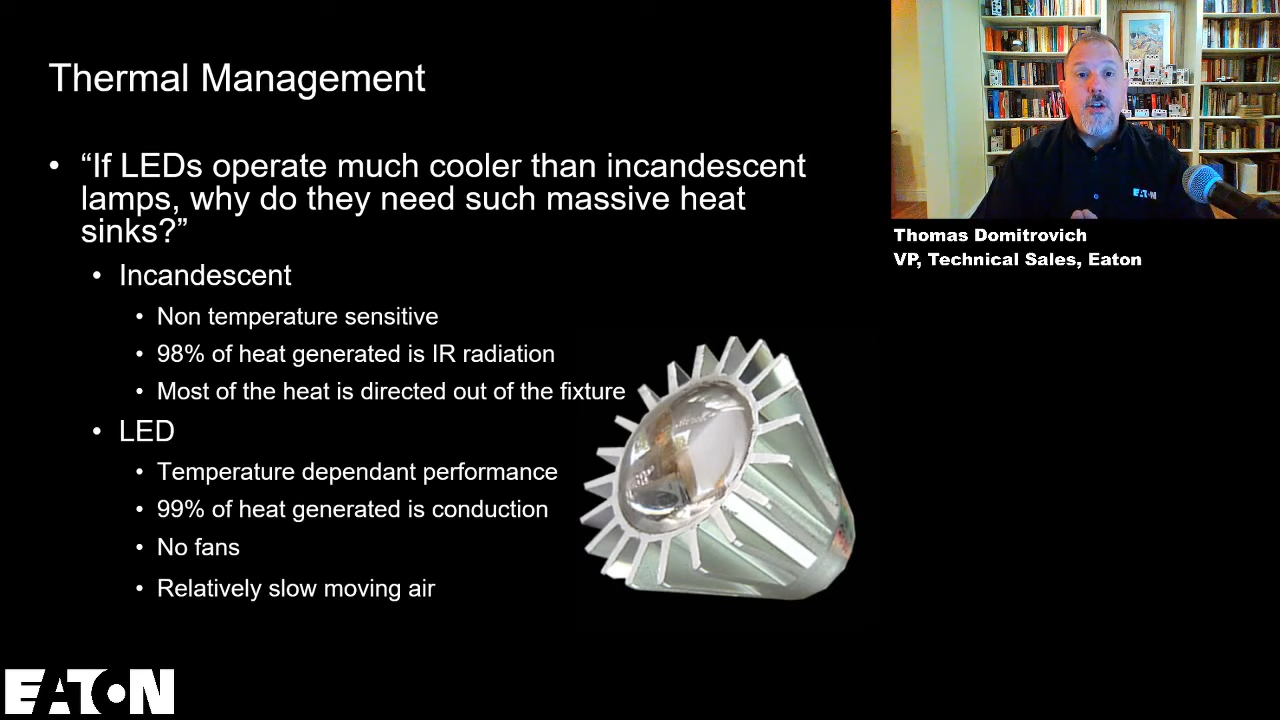 Thermal Management
• “If LEDs operate much cooler than incandescent
lamps, why do they need such massive heat
sinks?”
• Incandescent
• Non temperature sensitive
• 98% of heat generated is IR radiation
• Most of the heat is directed out of the fixture
• LED
• Temperature dependant performance
• 99% of heat generated is conduction
• No fans
• Relatively slow moving air
EATON
EATON
Thomas Domitrovich
VP, Technical Sales, Eaton